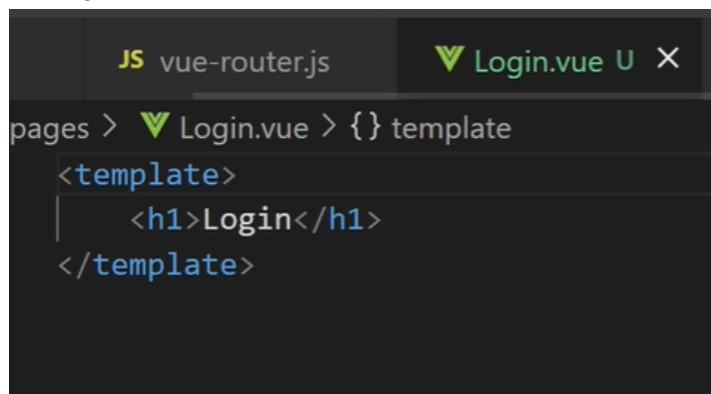 JS vue-router.js Login.vue U
pages > Login.vue > {} template
<template>
<h1>Login</h1>
</template>